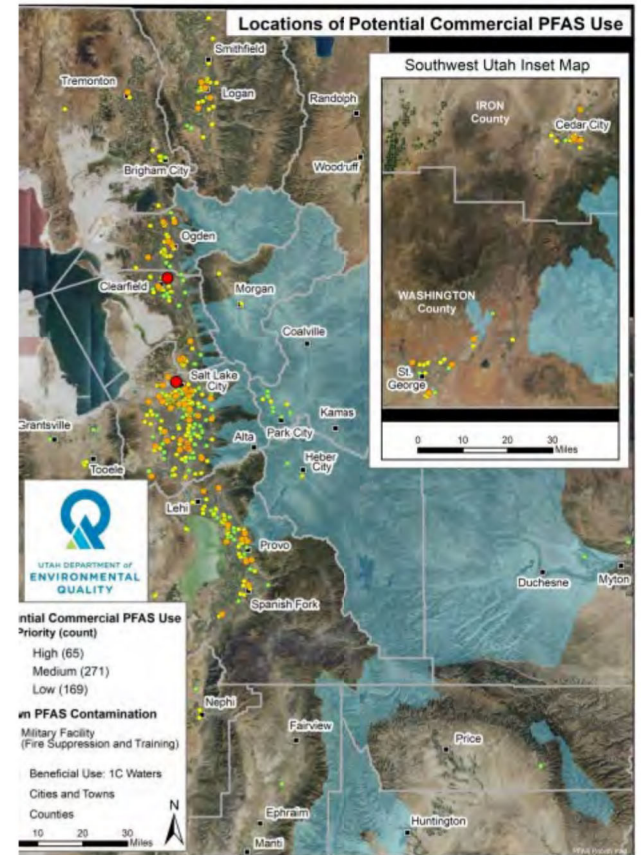 Locations of Potential Commercial PFAS Use
Smithfield
Tremonton
Logan
Randolph
Brigham City
Woodruff
Ogden
Clearfield
Morgan
Coalville
Salt Lake
City
Grantsville
Park City
Kamas
Alta
Tooele
Heber
City
Lehi
Provo
Duchesne
Myton
Spanish Fork
Nephi
Fairview
Price
Ephraim
Huntington
Manti
Southwest Utah Inset Map
IRON
County
Cedar City
WASHINGTON
County
St.
George
0 10 20 30
Miles
UTAH DEPARTMENT of
ENVIRONMENTAL
QUALITY
ntial Commercial PFAS Use
Priority (count)
High (65)
Medium (271)
Low (169)
wn PFAS Contamination
Military Facility
(Fire Suppression and Training)
Beneficial Use: 1C Waters
Cities and Towns
Counties
N
10 20 30
Miles